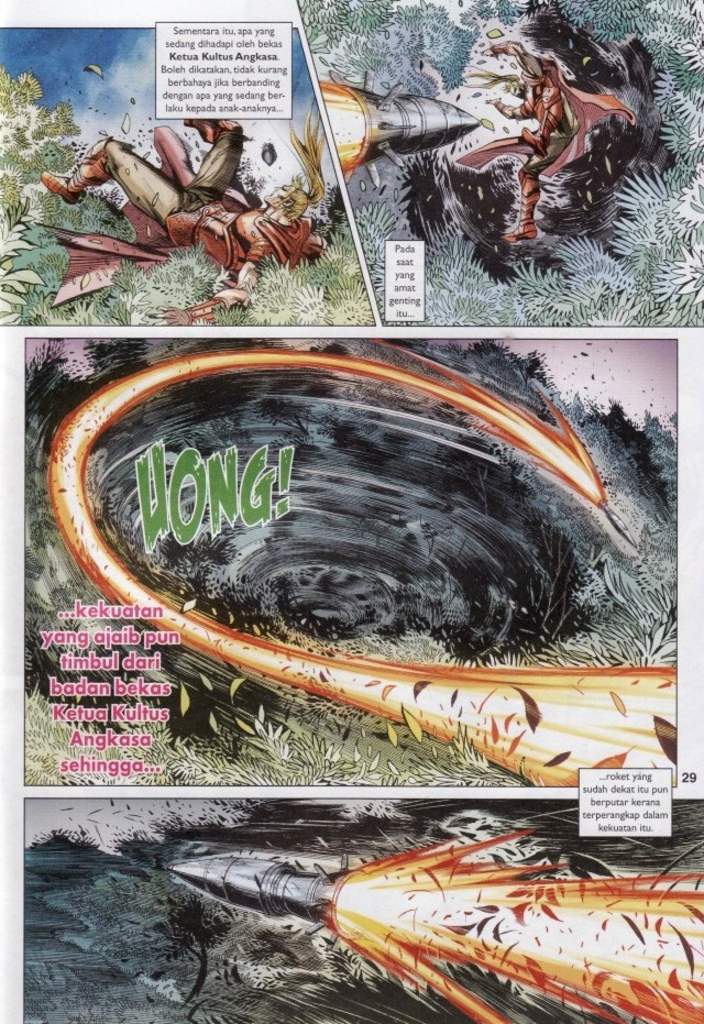 Sementara itu, apa yang
sedang dihadapi oleh bekas
Ketua Kultus Angkasa.
Boleh dikatakan, tidak kurang
berbahaya jika berbanding
dengan apa yang sedang ber-
laku kepada anak-anaknya...
Pada
saat
yang
amat
genting
itu...
UONG!
...kekuatan
yang ajaib pun
timbul dari
badan bekas
Ketua Kultus
Angkasa
sehingga...
29
...roket yang
sudah dekat itu pun
berputar kerana
terperangkap dalam
kekuatan itu.